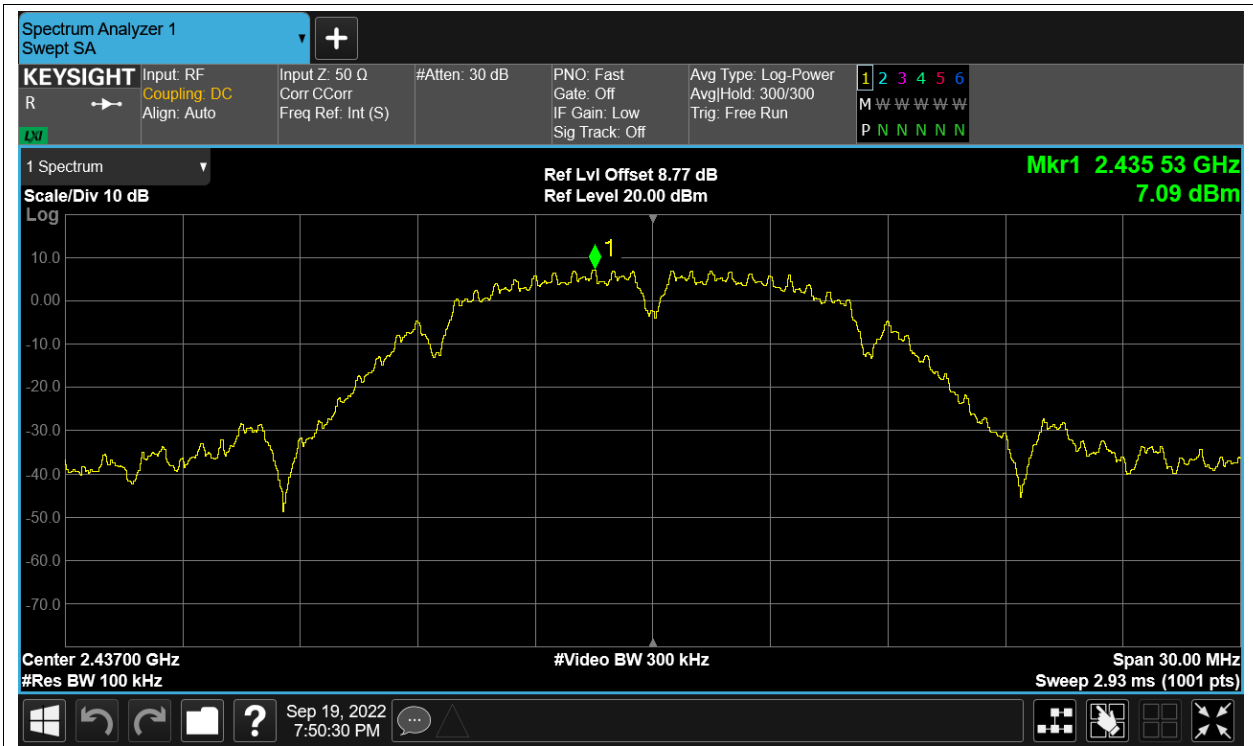 Spectrum Analyzer 1
Swept SA
KEYSIGHT
R
LXI
Input: RF
Coupling: DC
Align: Auto
Input Z: 50 Ω
Corr CCorr
Freq Ref: Int (S)
#Atten: 30 dB
PNO: Fast
Gate: Off
IF Gain: Low
Sig Track: Off
Avg Type: Log-Power
Avg|Hold: 300/300
Trig: Free Run
1 2 3 4 5 6
M W W W W W
P N N N N N
1 Spectrum
Scale/Div 10 dB
Log
Ref Lvl Offset 8.77 dB
Ref Level 20.00 dBm
Mkr1 2.435 53 GHz
7.09 dBm
1
10.0
0.00
-10.0
-20.0
-30.0
-40.0
-50.0
-60.0
-70.0
Center 2.43700 GHz
#Res BW 100 kHz
#Video BW 300 kHz
Span 30.00 MHz
Sweep 2.93 ms (1001 pts)
?
Sep 19, 2022
7:50:30 PM